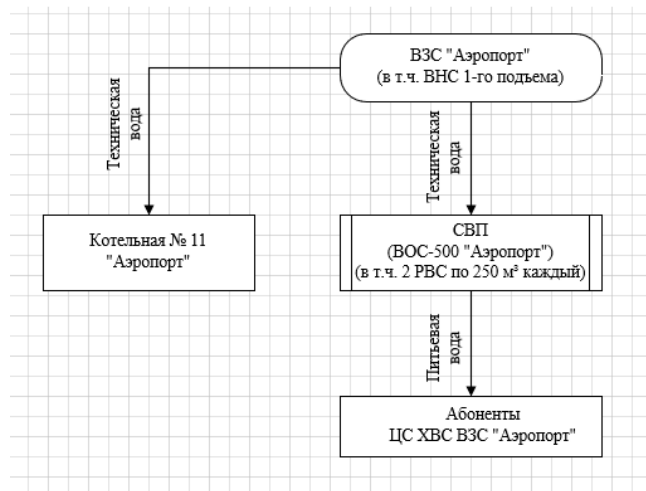 ВЗС "Аэропорт"
(в т.ч. ВНС 1-го подъема)
Техническая
вода
Техническая
вода
Котельная № 11
"Аэропорт"
СВП
(ВОС-500 "Аэропорт")
(в т.ч. 2 РВС по 250 м³ каждый)
Питьевая
вода
Абоненты
ЦС ХВС ВЗС "Аэропорт"